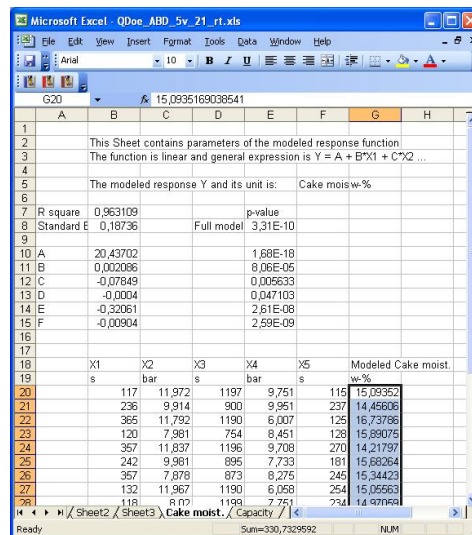 Microsoft Excel - QDoe_ABD_5v_21_rt.xls
File Edit View Insert Format Tools Data Window Help
Arial 10 B I U
G20 fx 15,0935169038541
A B C D E F G H
1
2 This Sheet contains parameters of the modeled response function
3 The function is linear and general expression is Y = A + B*X1 + C*X2 ...
4
5 The modeled response Y and its unit is: Cake mois w-%
6
7 R square 0,963109 p-value
8 Standard E 0,18736 Full model 3,31E-10
9
10 A 20,43702 1,68E-18
11 B 0,002086 8,06E-05
12 C -0,07849 0,005633
13 D -0,0004 0,047103
14 E -0,32061 2,61E-08
15 F -0,00904 2,59E-09
16
17
18 X1 X2 X3 X4 X5 Modeled Cake moist.
19 s bar s bar s w-%
20 117 11,972 1197 9,751 115 15,09352
21 236 9,914 900 9,951 237 14,45606
22 365 11,792 1190 6,007 125 16,73786
23 120 7,981 754 8,451 128 15,89075
24 357 11,837 1196 9,708 270 14,21797
25 242 9,981 895 7,733 181 15,68264
26 357 7,878 873 8,275 245 15,34423
27 132 11,967 1190 6,058 254 15,05563
28 118 8,02 1199 7,751 234 14,97059
Sheet2 Sheet3 Cake moist. Capacity
Ready Sum=330,7329592 NUM